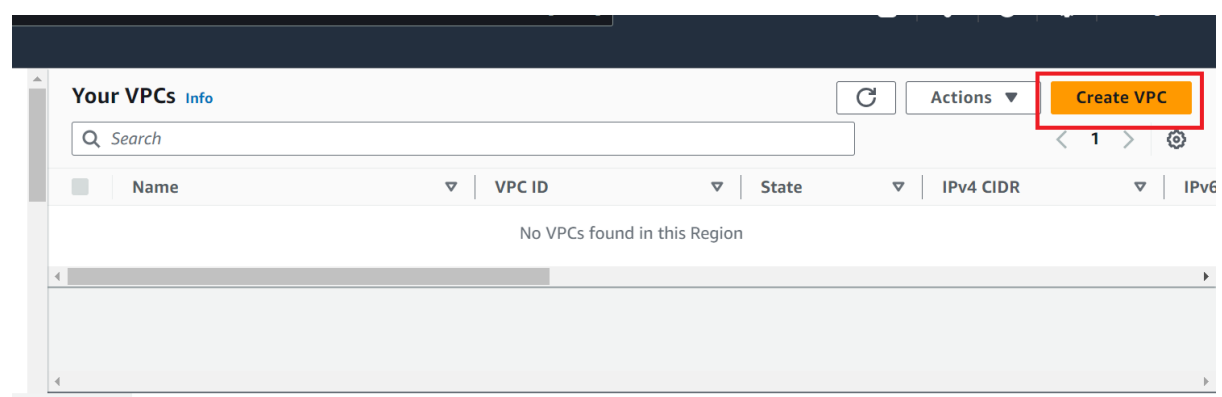 Your VPCs Info
Actions
Create VPC
Search
1
Name VPC ID State IPv4 CIDR IPv6
No VPCs found in this Region